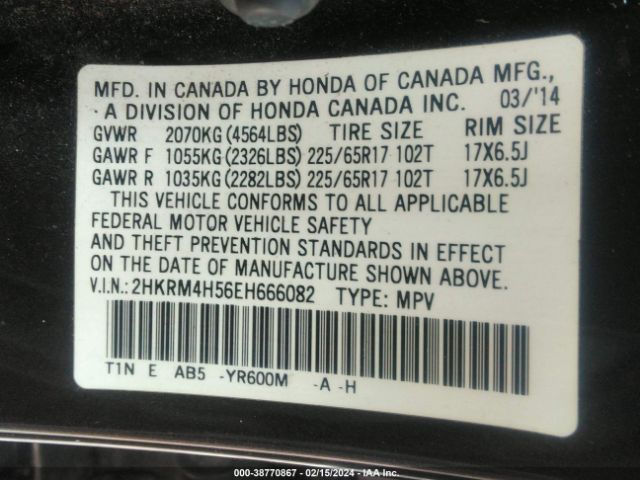 MFD. IN CANADA BY HONDA OF CANADA MFG.,
A DIVISION OF HONDA CANADA INC. 03/'14
GVWR 2070KG (4564LBS) TIRE SIZE RIM SIZE
GAWR F 1055KG (2326LBS) 225/65R17 102T 17X6.5J
GAWR R 1035KG (2282LBS) 225/65R17 102T 17X6.5J
THIS VEHICLE CONFORMS TO ALL APPLICABLE
FEDERAL MOTOR VEHICLE SAFETY
AND THEFT PREVENTION STANDARDS IN EFFECT
ON THE DATE OF MANUFACTURE SHOWN ABOVE.
V.I.N.: 2HKRM4H56EH666082 TYPE: MPV
T1N E AB5 -YR600M -A -H
000-38770867 - 02/15/2024 - IAA Inc.